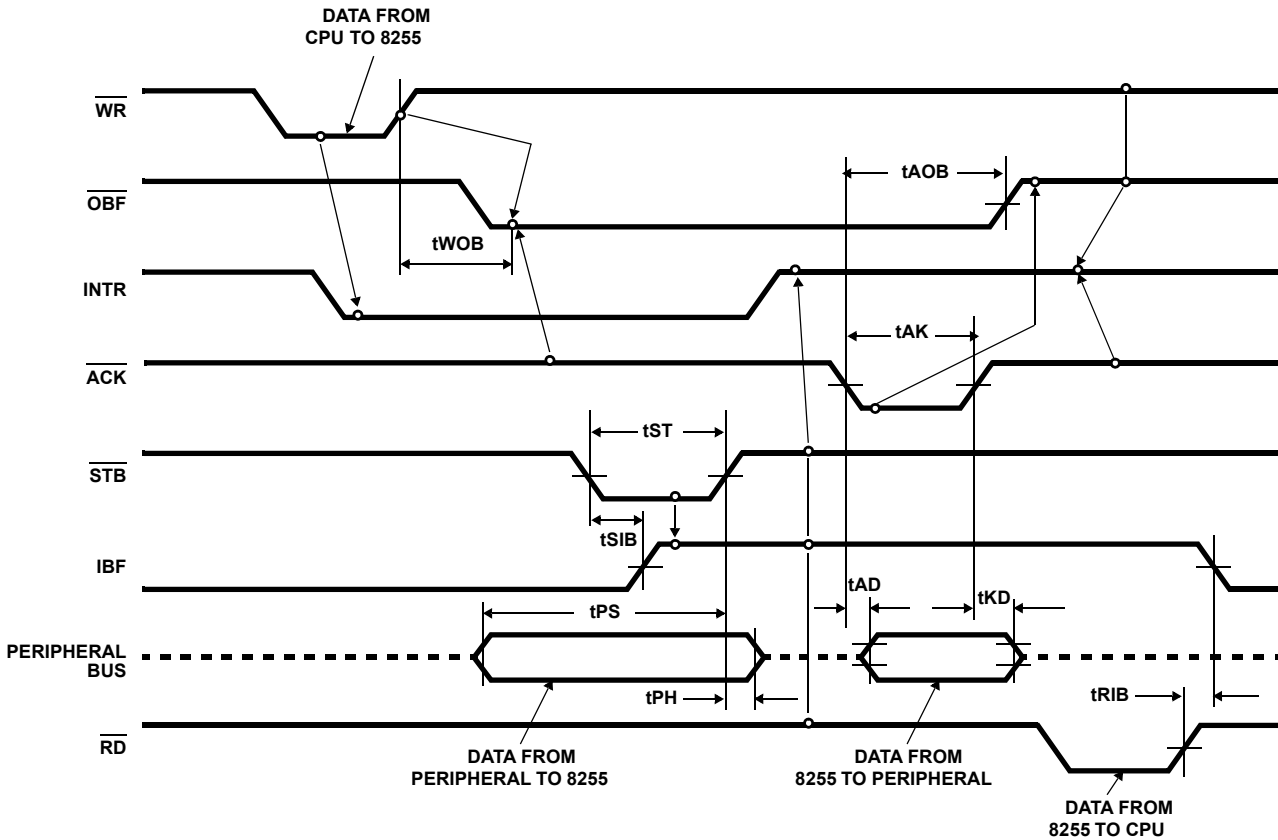 DATA FROM
CPU TO 8255
WR
OBF
tAOB
tWOB
INTR
tAK
ACK
tST
STB
tSIB
IBF
tAD
tKD
tPS
PERIPHERAL
BUS
tPH
tRIB
RD
DATA FROM
PERIPHERAL TO 8255
DATA FROM
8255 TO PERIPHERAL
DATA FROM
8255 TO CPU